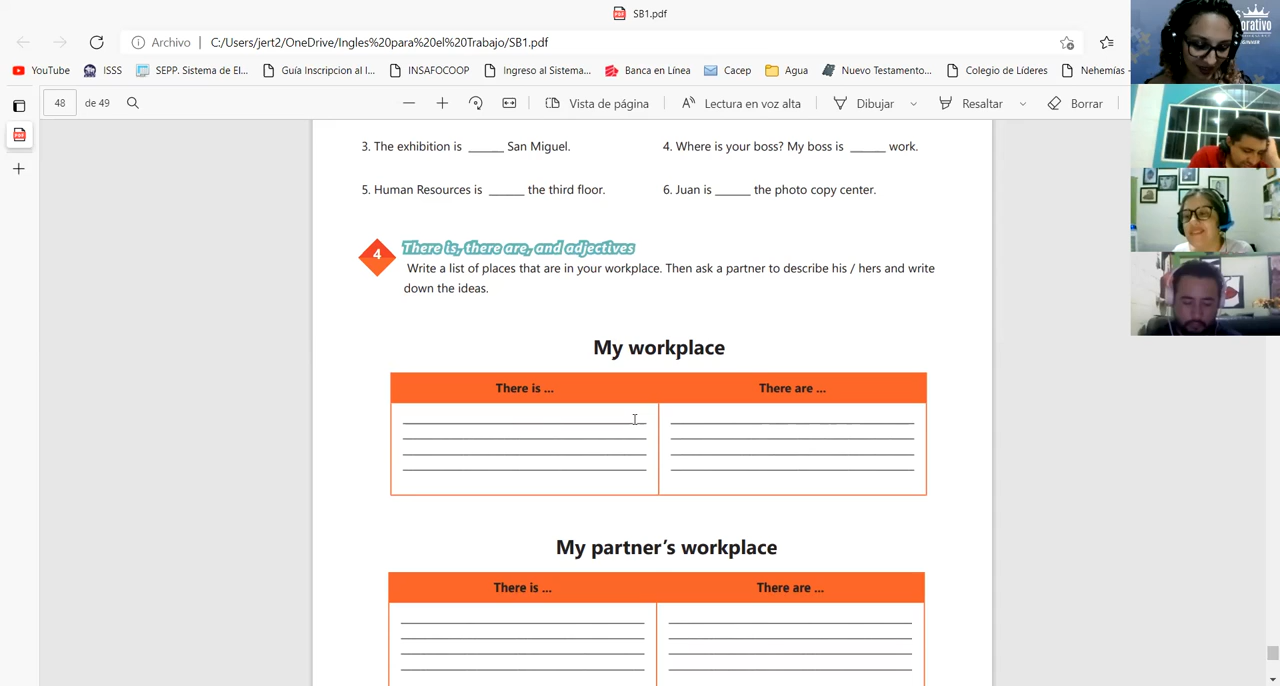 SB1.pdf
Archivo
C:/Users/jert2/OneDrive/Ingles%20para%20el%20Trabajo/SB1.pdf
YouTube
ISSS
SEPP. Sistema de El...
Guía Inscripcion al I...
INS-FOCOOP
Ingreso al Sistema...
Banca en Línea
Cacep
Agua
Nuevo Testamento...
Colegio de Líderes
Nehemías -
48 de 49
Vista de página
Lectura en voz alta
Dibujar
Resaltar
Borrar
3. The exhibition is ______ San Miguel.
4. Where is your boss? My boss is ______ work.
5. Human Resources is ______ the third floor.
6. Juan is ______ the photo copy center.
4 There is, there are, and adjectives
Write a list of places that are in your workplace. Then ask a partner to describe his / hers and write
down the ideas.
My workplace
There is ...
There are ...
My partner's workplace
There is ...
There are ...